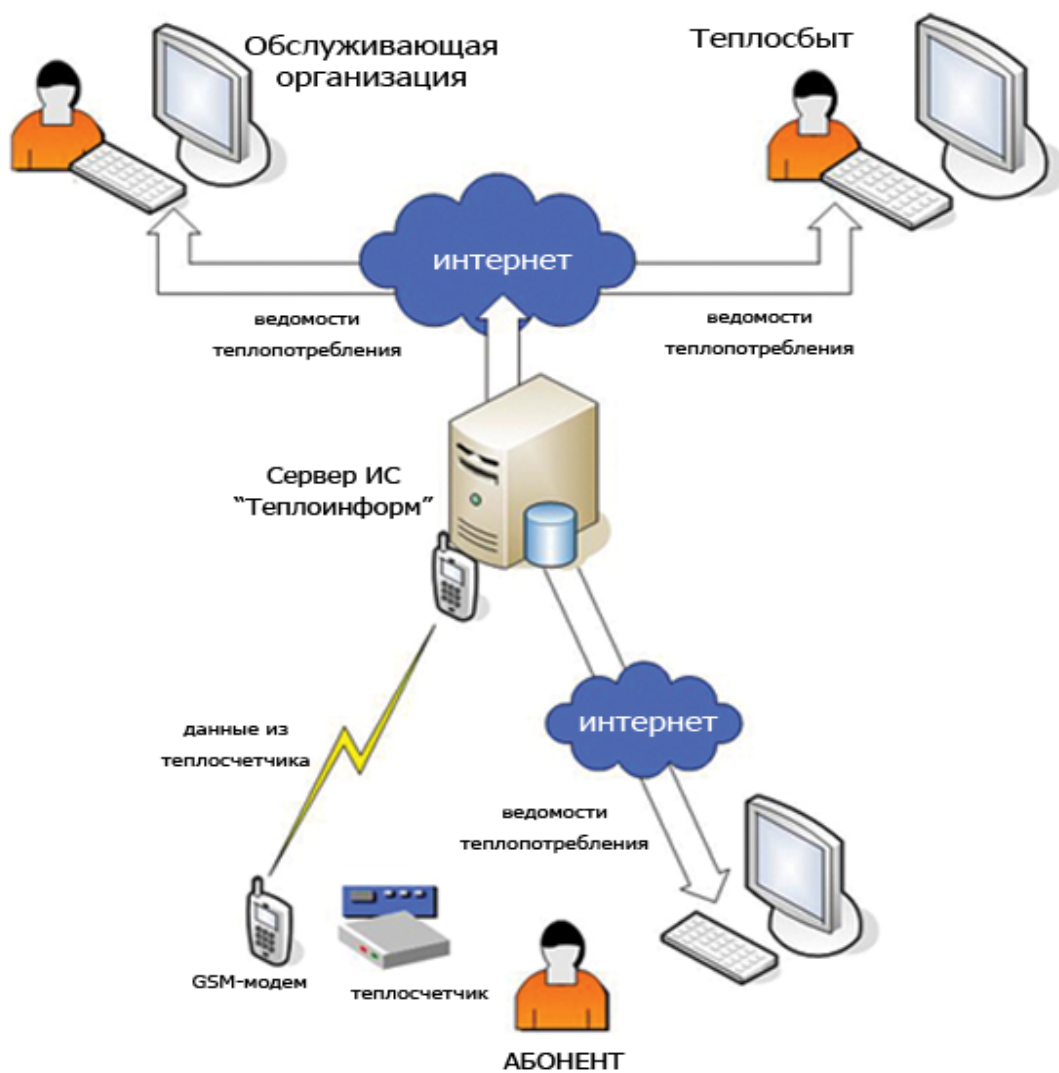 Обслуживающая
организация
Теплосбыт
интернет
ведомости
теплопотребления
ведомости
теплопотребления
Сервер ИС
“Теплоинформ”
интернет
данные из
теплосчетчика
ведомости
теплопотребления
GSM-модем
теплосчетчик
АБОНЕНТ